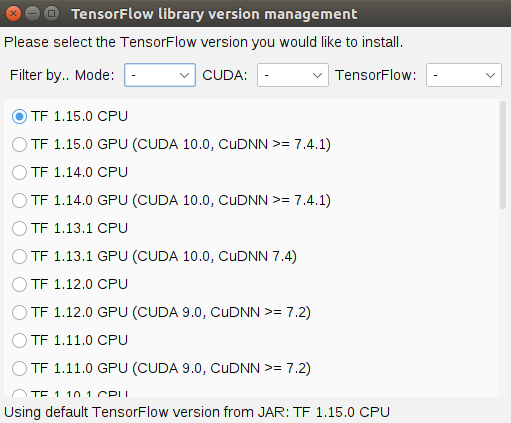 TensorFlow library version management
Please select the TensorFlow version you would like to install.
Filter by.. Mode: - CUDA: - TensorFlow: -
TF 1.15.0 CPU
TF 1.15.0 GPU (CUDA 10.0, CuDNN >= 7.4.1)
TF 1.14.0 CPU
TF 1.14.0 GPU (CUDA 10.0, CuDNN >= 7.4.1)
TF 1.13.1 CPU
TF 1.13.1 GPU (CUDA 10.0, CuDNN 7.4)
TF 1.12.0 CPU
TF 1.12.0 GPU (CUDA 9.0, CuDNN >= 7.2)
TF 1.11.0 CPU
TF 1.11.0 GPU (CUDA 9.0, CuDNN >= 7.2)
TF 1.10.1 CPU
Using default TensorFlow version from JAR: TF 1.15.0 CPU